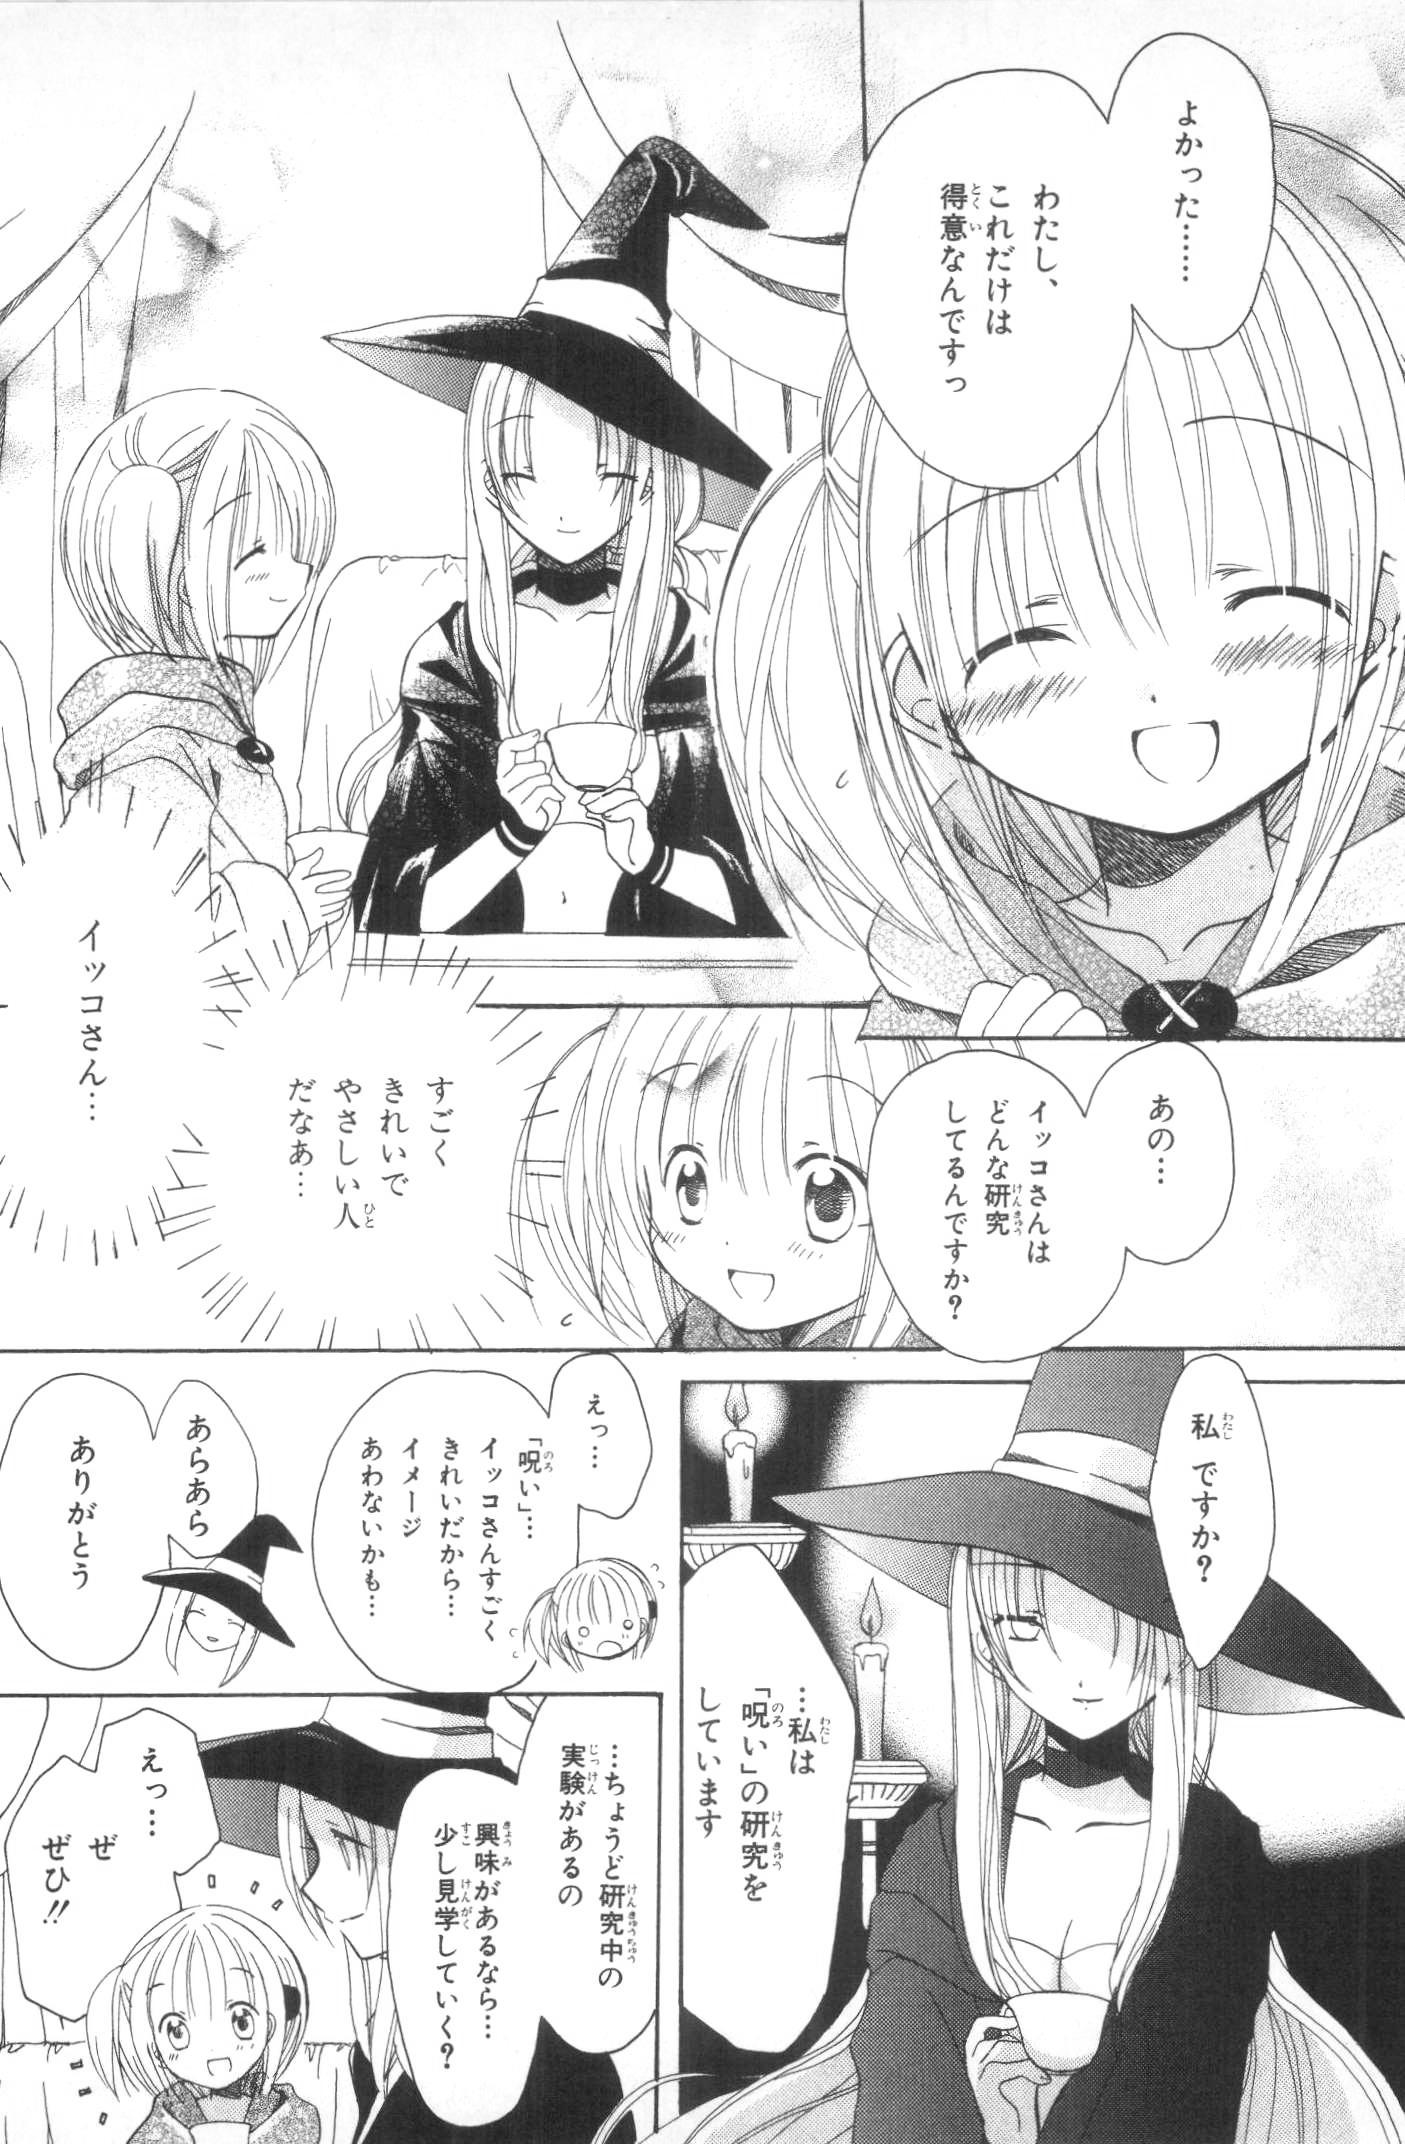 よかった……
わたし、
これだけは
得意なんですっ
イッコさん…
すごく
きれいで
やさしい人
だなあ…
あの…
イッコさんは
どんな研究
してるんですか?
私ですか?
…私は
「呪い」の研究を
しています
えっ…
「呪い」…
イッコさんすごく
きれいだから…
イメージ
あわないかも…
あらあら
ありがとう
…ちょうど研究中の
実験があるの
興味があるなら…
少し見学していく?
えっ…
ぜ
ぜひ!!